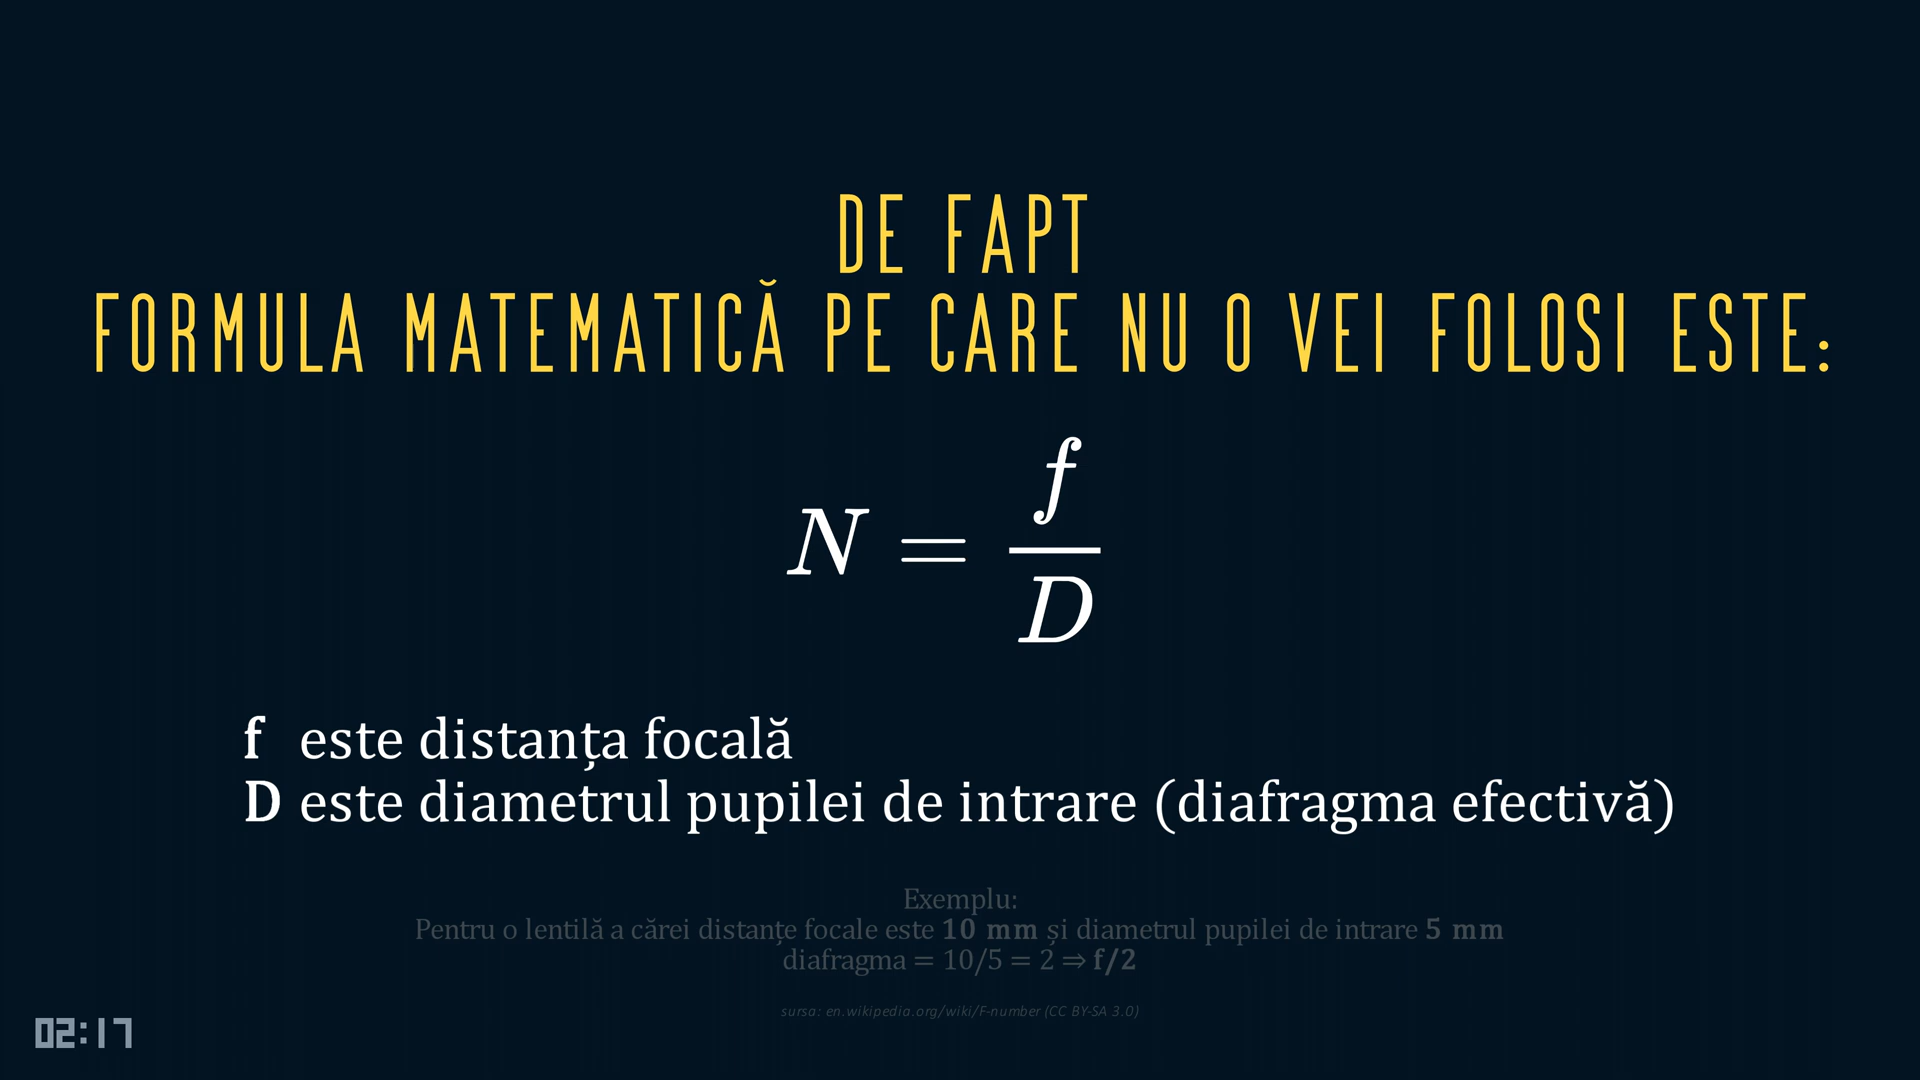 DE FAPT
FORMULA MATEMATICĂ PE CARE NU O VEI FOLOSI ESTE:
N = f/D
f este distanța focală
D este diametrul pupilei de intrare (diafragma efectivă)
Exemplu:
Pentru o lentilă a cărei distanțe focale este 10 mm și diametrul pupilei de intrare 5 mm
diafragma = 10/5 = 2 ⇒ f/2
sursa: en.wikipedia.org/wiki/F-number (CC BY-SA 3.0)
02:17